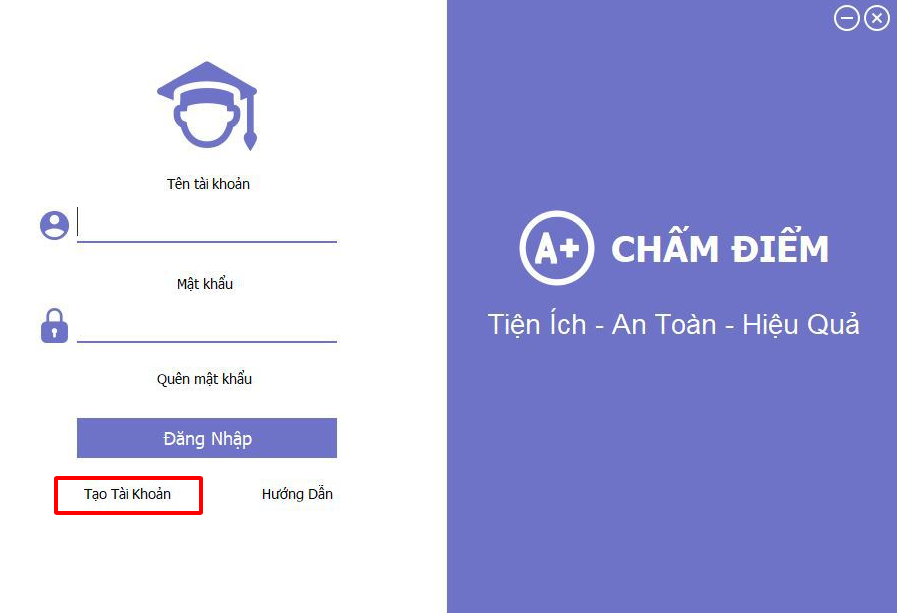 Tên tài khoản
Mật khẩu
Quên mật khẩu
Đăng Nhập
Tạo Tài Khoản
Hướng Dẫn
A+
CHẤM ĐIỂM
Tiện Ích - An Toàn - Hiệu Quả